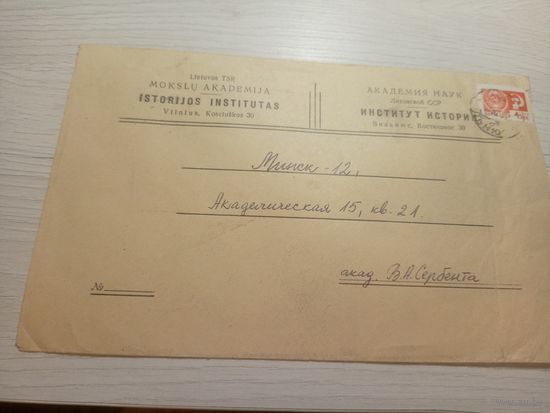 Lietuvos TSR
MOKSLŲ AKADEMIJA
ISTORIJOS INSTITUTAS
Vilnius, Kosciuškos 30
АКАДЕМИЯ НАУК
Литовской ССР
ИНСТИТУТ ИСТОРИИ
Вильнюс, Костюшкос 30
Минск-12,
Академическая 15, кв. 21.
акад. В.А. Сербента
№